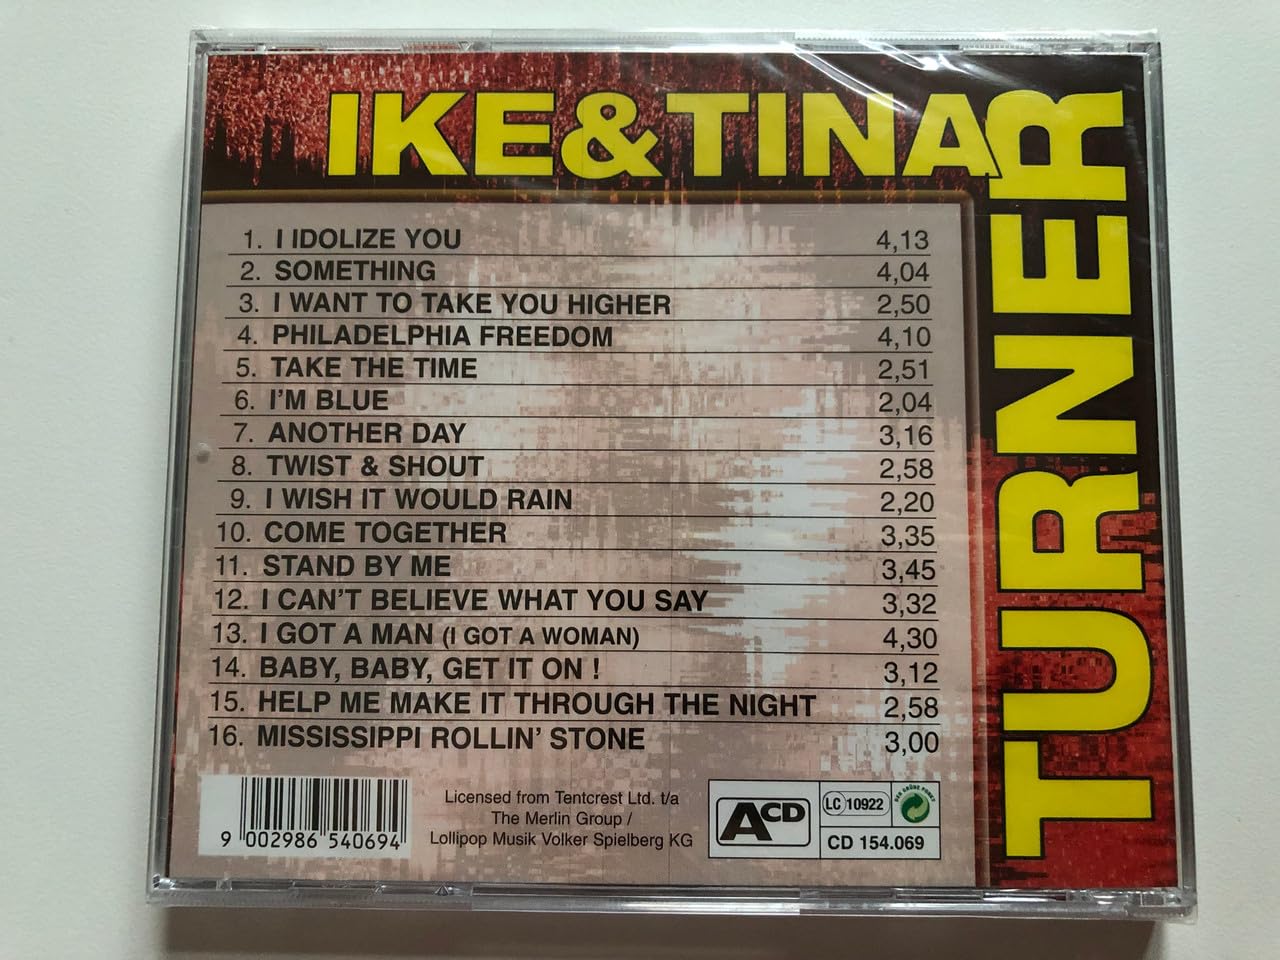 IKE & TINA
TURNER
1. I IDOLIZE YOU 4,13
2. SOMETHING 4,04
3. I WANT TO TAKE YOU HIGHER 2,50
4. PHILADELPHIA FREEDOM 4,10
5. TAKE THE TIME 2,51
6. I'M BLUE 2,04
7. ANOTHER DAY 3,16
8. TWIST & SHOUT 2,58
9. I WISH IT WOULD RAIN 2,20
10. COME TOGETHER 3,35
11. STAND BY ME 3,45
12. I CAN'T BELIEVE WHAT YOU SAY 3,32
13. I GOT A MAN (I GOT A WOMAN) 4,30
14. BABY, BABY, GET IT ON ! 3,12
15. HELP ME MAKE IT THROUGH THE NIGHT 2,58
16. MISSISSIPPI ROLLIN' STONE 3,00
9 002986 540694
Licensed from Tentcrest Ltd. t/a
The Merlin Group /
Lollipop Musik Volker Spielberg KG
ACD
LC 10922
DER GRÜNE PUNKT
CD 154.069